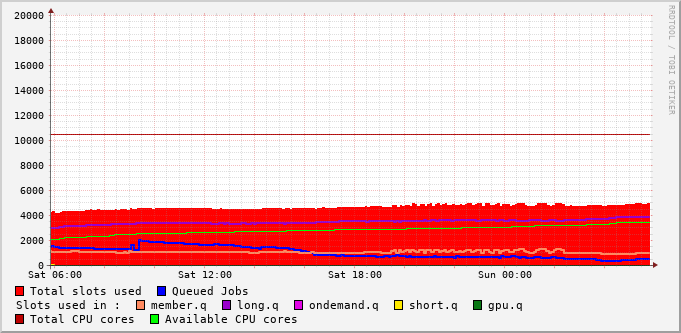 RRDTOOL / TOBI OETIKER
20000
18000
16000
14000
12000
10000
8000
6000
4000
2000
0
Sat 06:00 Sat 12:00 Sat 18:00 Sun 00:00
Total slots used Queued Jobs
Slots used in : member.q long.q ondemand.q short.q gpu.q
Total CPU cores Available CPU cores